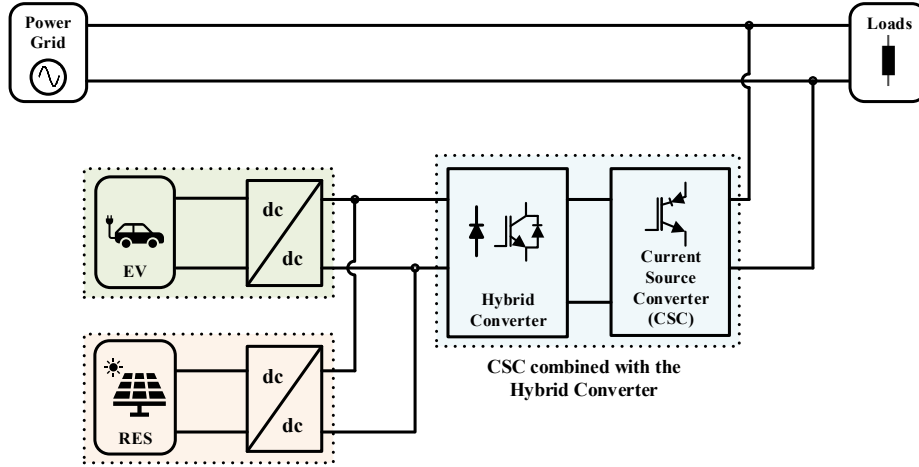 Power
Grid
Loads
EV
dc
dc
Hybrid
Converter
Current
Source
Converter
(CSC)
RES
dc
dc
CSC combined with the
Hybrid Converter